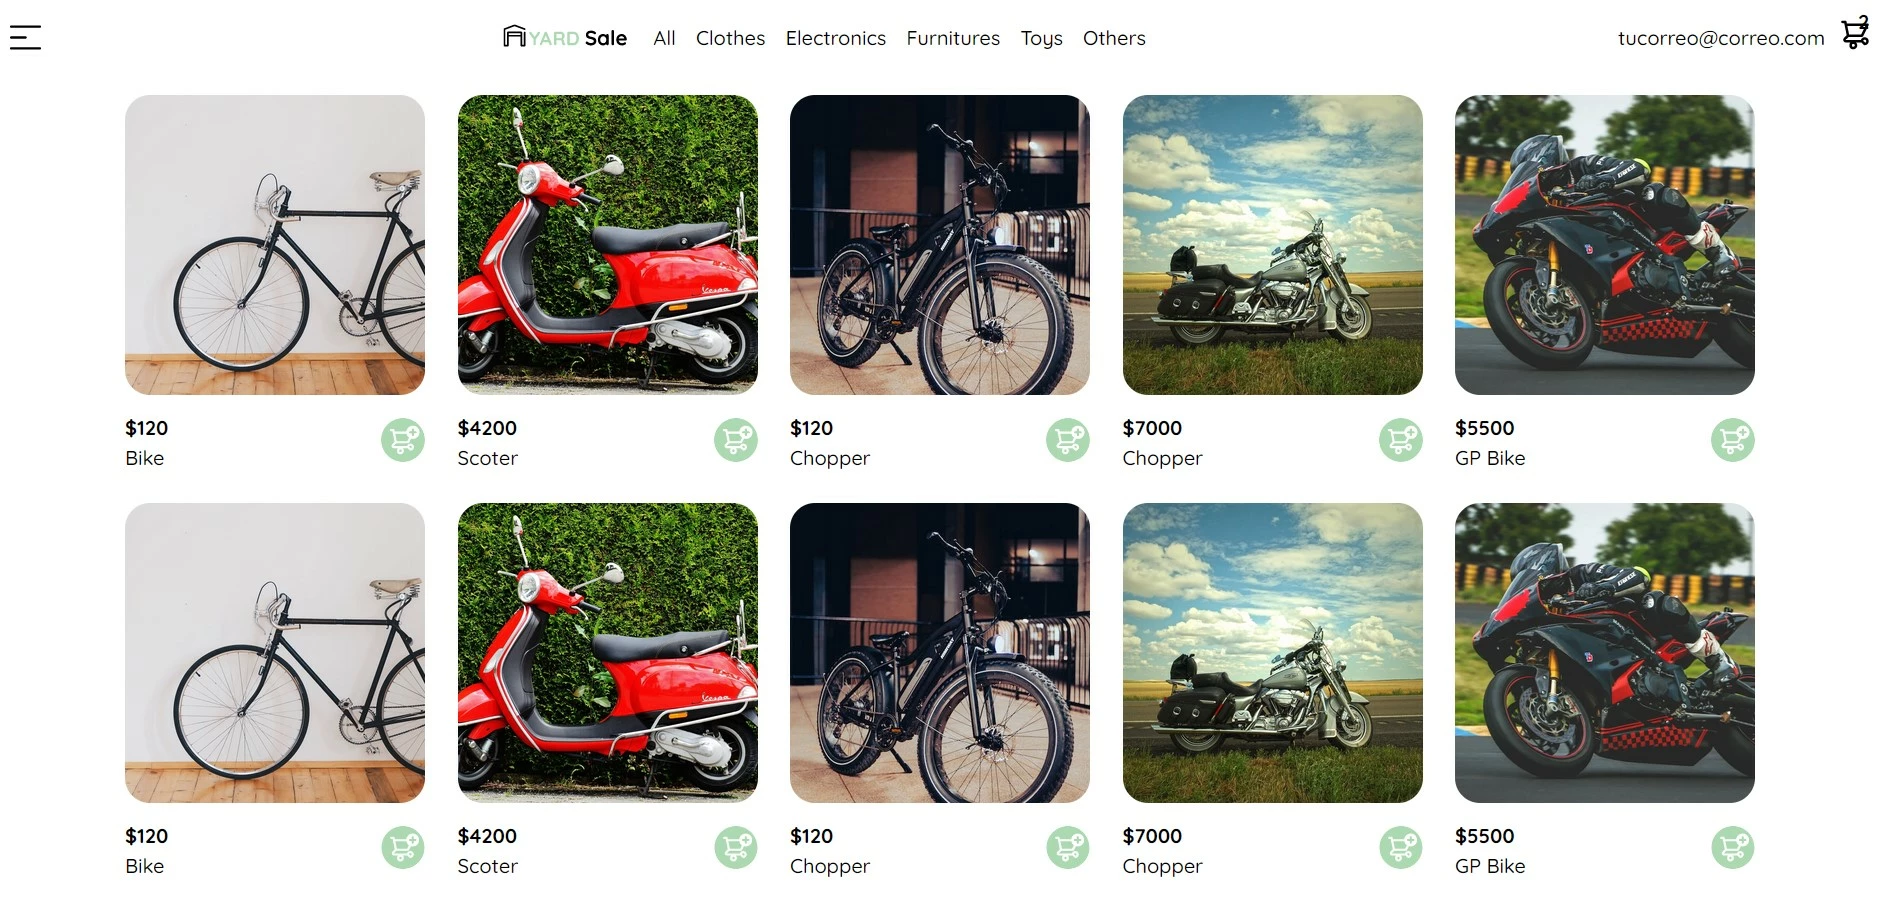 YARD Sale All Clothes Electronics Furnitures Toys Others tucorreo@correo.com 2
$120 $4200 $120 $7000 $5500
Bike Scoter Chopper Chopper GP Bike
$120 $4200 $120 $7000 $5500
Bike Scoter Chopper Chopper GP Bike